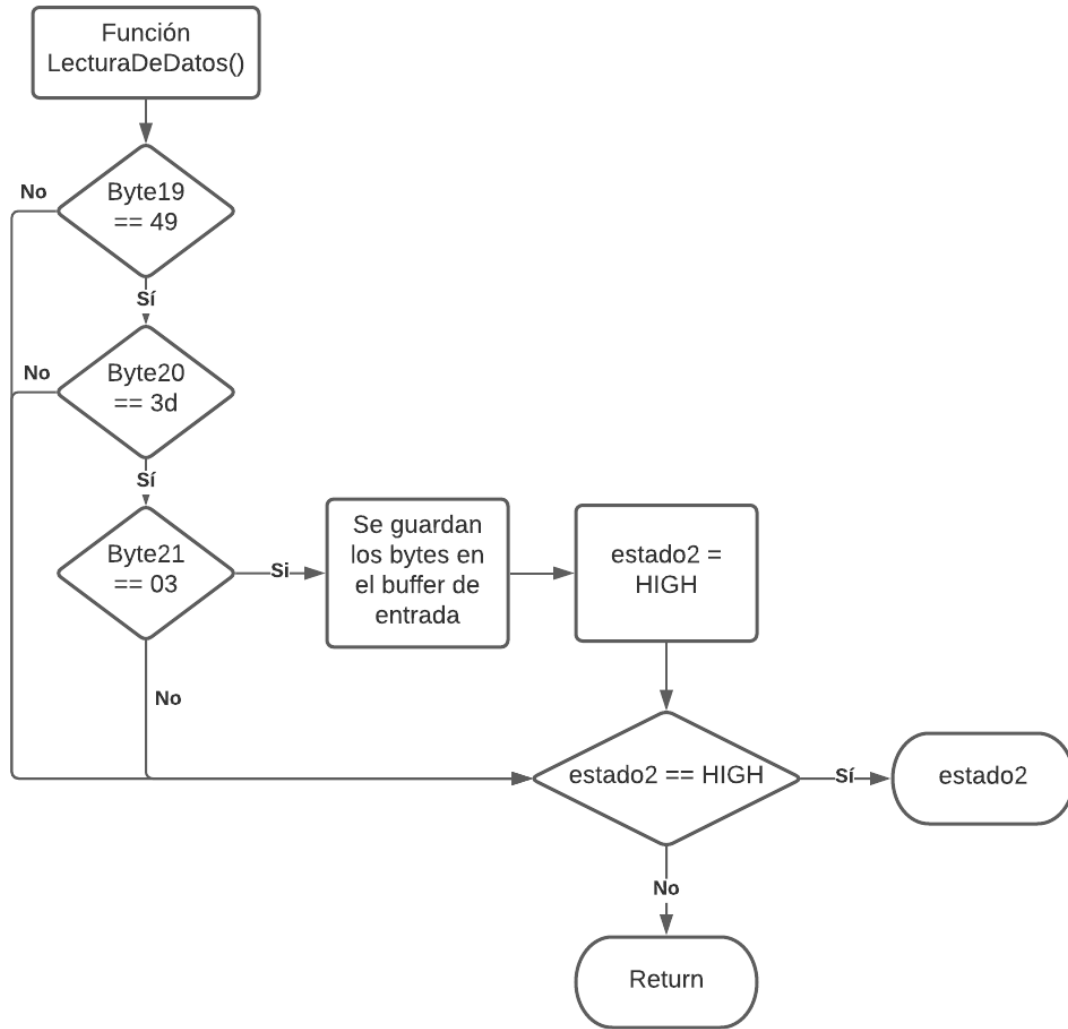 Función
LecturaDeDatos()
No
Byte19
== 49
Sí
No
Byte20
== 3d
Sí
Byte21
== 03
Si
Se guardan
los bytes en
el buffer de
entrada
estado2 =
HIGH
No
estado2 == HIGH
Sí
estado2
No
Return